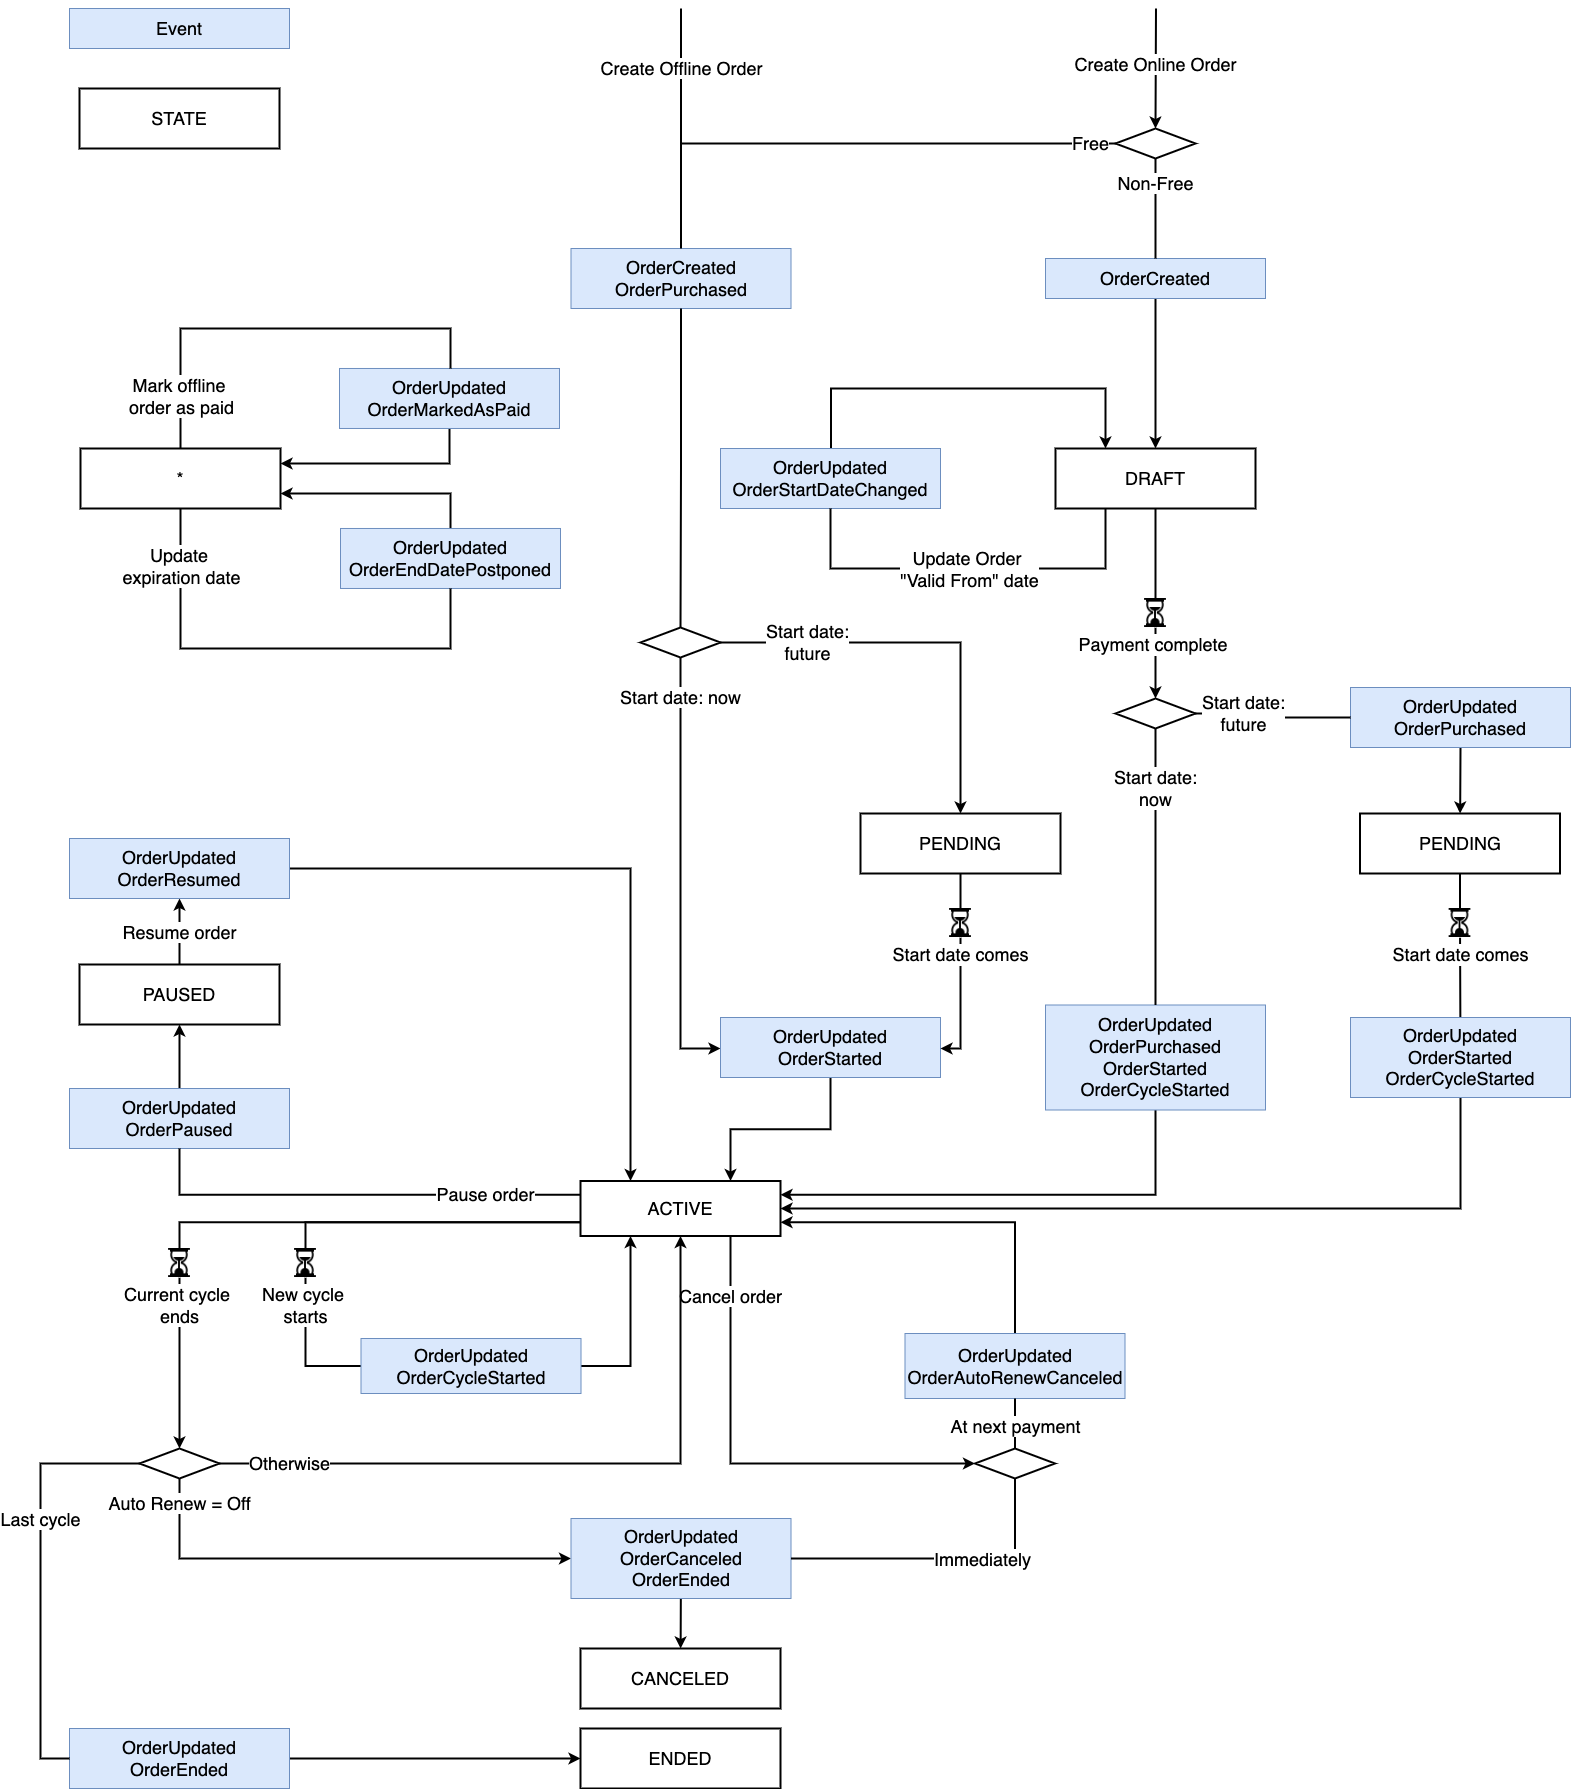 Event
STATE
Create Offline Order
Create Online Order
Free
Non-Free
OrderCreated
OrderPurchased
OrderCreated
Mark offline
order as paid
OrderUpdated
OrderMarkedAsPaid
*
Update
expiration date
OrderUpdated
OrderEndDatePostponed
OrderUpdated
OrderStartDateChanged
DRAFT
Update Order
"Valid From" date
Payment complete
Start date:
future
Start date: now
Start date:
future
OrderUpdated
OrderPurchased
Start date:
now
PENDING
PENDING
OrderUpdated
OrderResumed
Resume order
PAUSED
Start date comes
Start date comes
OrderUpdated
OrderStarted
OrderUpdated
OrderPurchased
OrderStarted
OrderCycleStarted
OrderUpdated
OrderStarted
OrderCycleStarted
OrderUpdated
OrderPaused
Pause order
ACTIVE
Current cycle
ends
New cycle
starts
Cancel order
OrderUpdated
OrderCycleStarted
OrderUpdated
OrderAutoRenewCanceled
At next payment
Otherwise
Auto Renew = Off
Last cycle
OrderUpdated
OrderCanceled
OrderEnded
Immediately
CANCELED
OrderUpdated
OrderEnded
ENDED